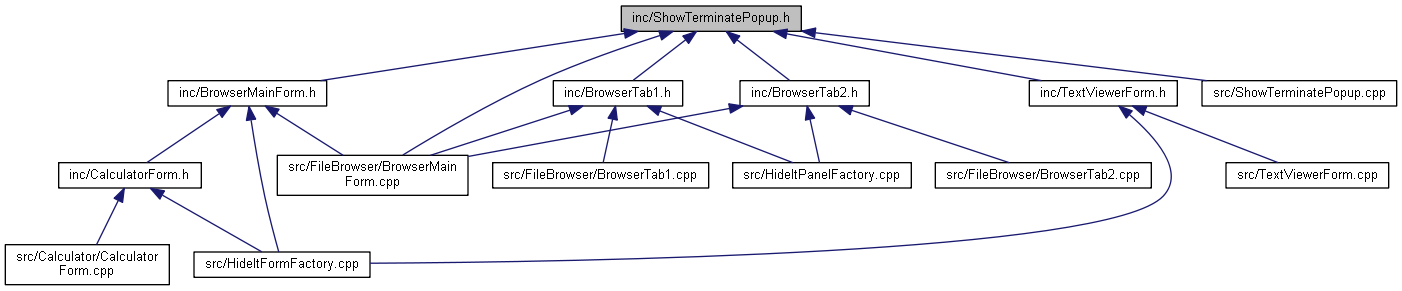 inc/ShowTerminatePopup.h
inc/BrowserMainForm.h
inc/BrowserTab1.h
inc/BrowserTab2.h
inc/TextViewerForm.h
src/ShowTerminatePopup.cpp
inc/CalculatorForm.h
src/FileBrowser/BrowserMain
Form.cpp
src/FileBrowser/BrowserTab1.cpp
src/HideItPanelFactory.cpp
src/FileBrowser/BrowserTab2.cpp
src/TextViewerForm.cpp
src/Calculator/Calculator
Form.cpp
src/HideItFormFactory.cpp